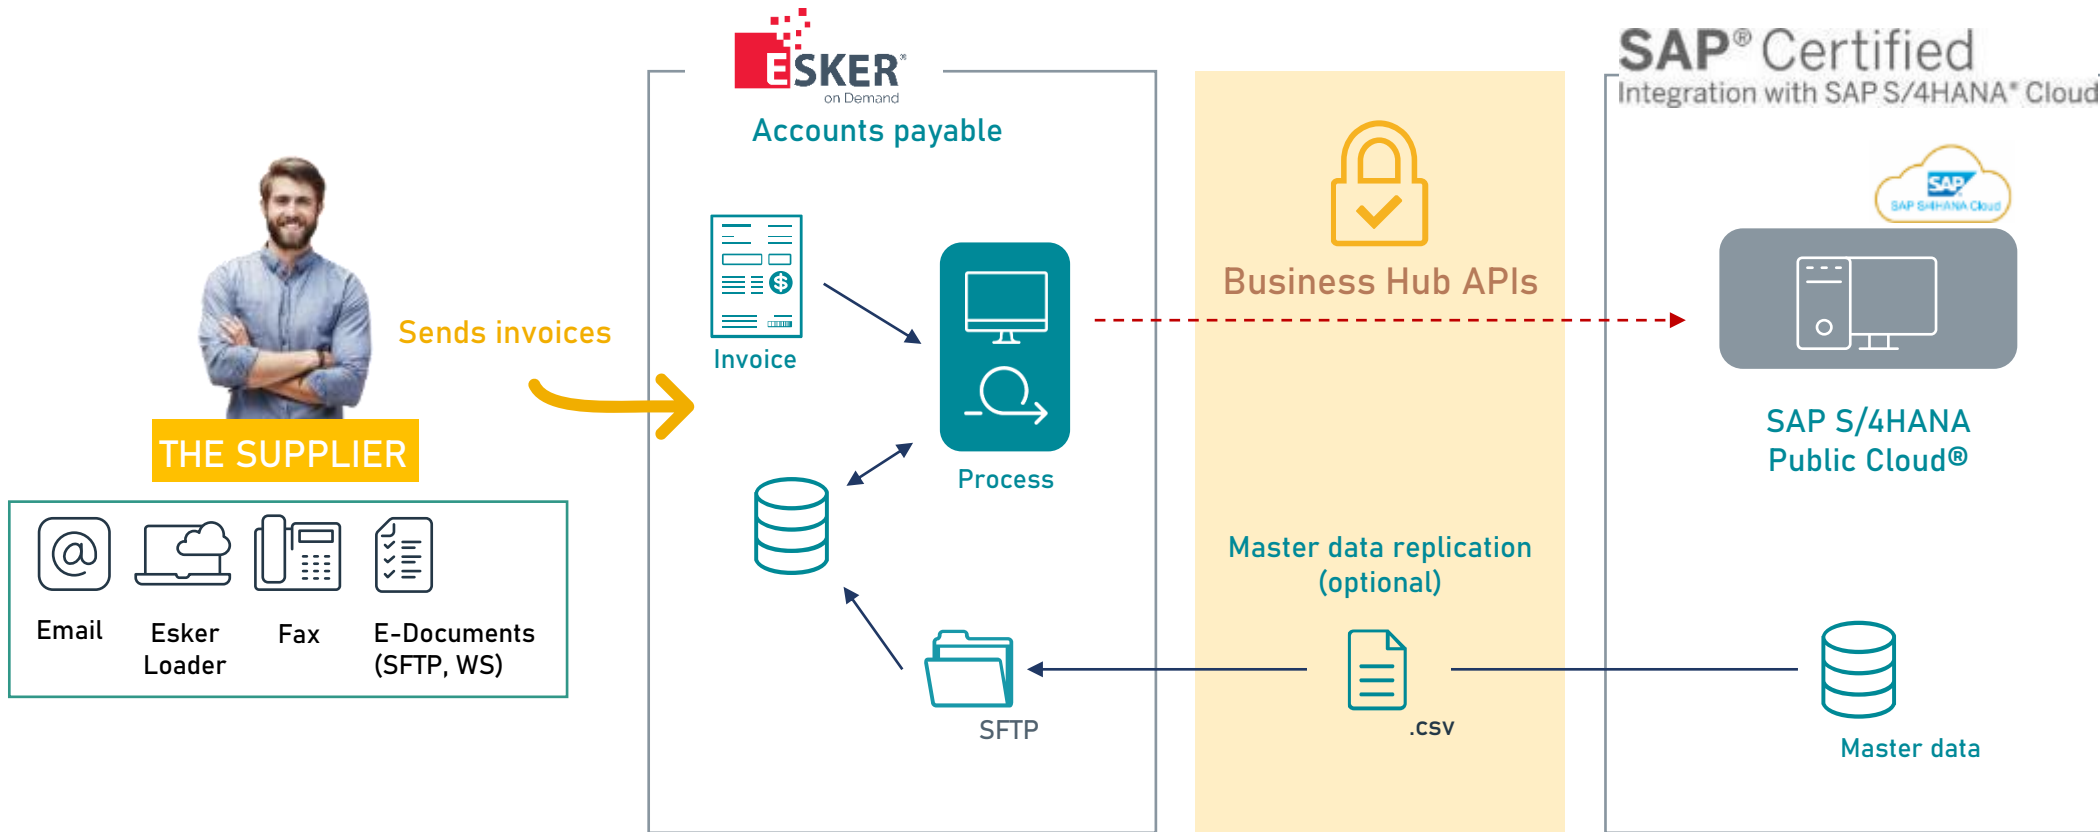 ESKER®
on Demand
Accounts payable
SAP® Certified
Integration with SAP S/4HANA® Cloud
SAP
SAP S/4HANA Cloud
Business Hub APIs
Sends invoices
Invoice
Process
THE SUPPLIER
SAP S/4HANA
Public Cloud®
Email
Esker
Loader
Fax
E-Documents
(SFTP, WS)
Master data replication
(optional)
SFTP
.csv
Master data